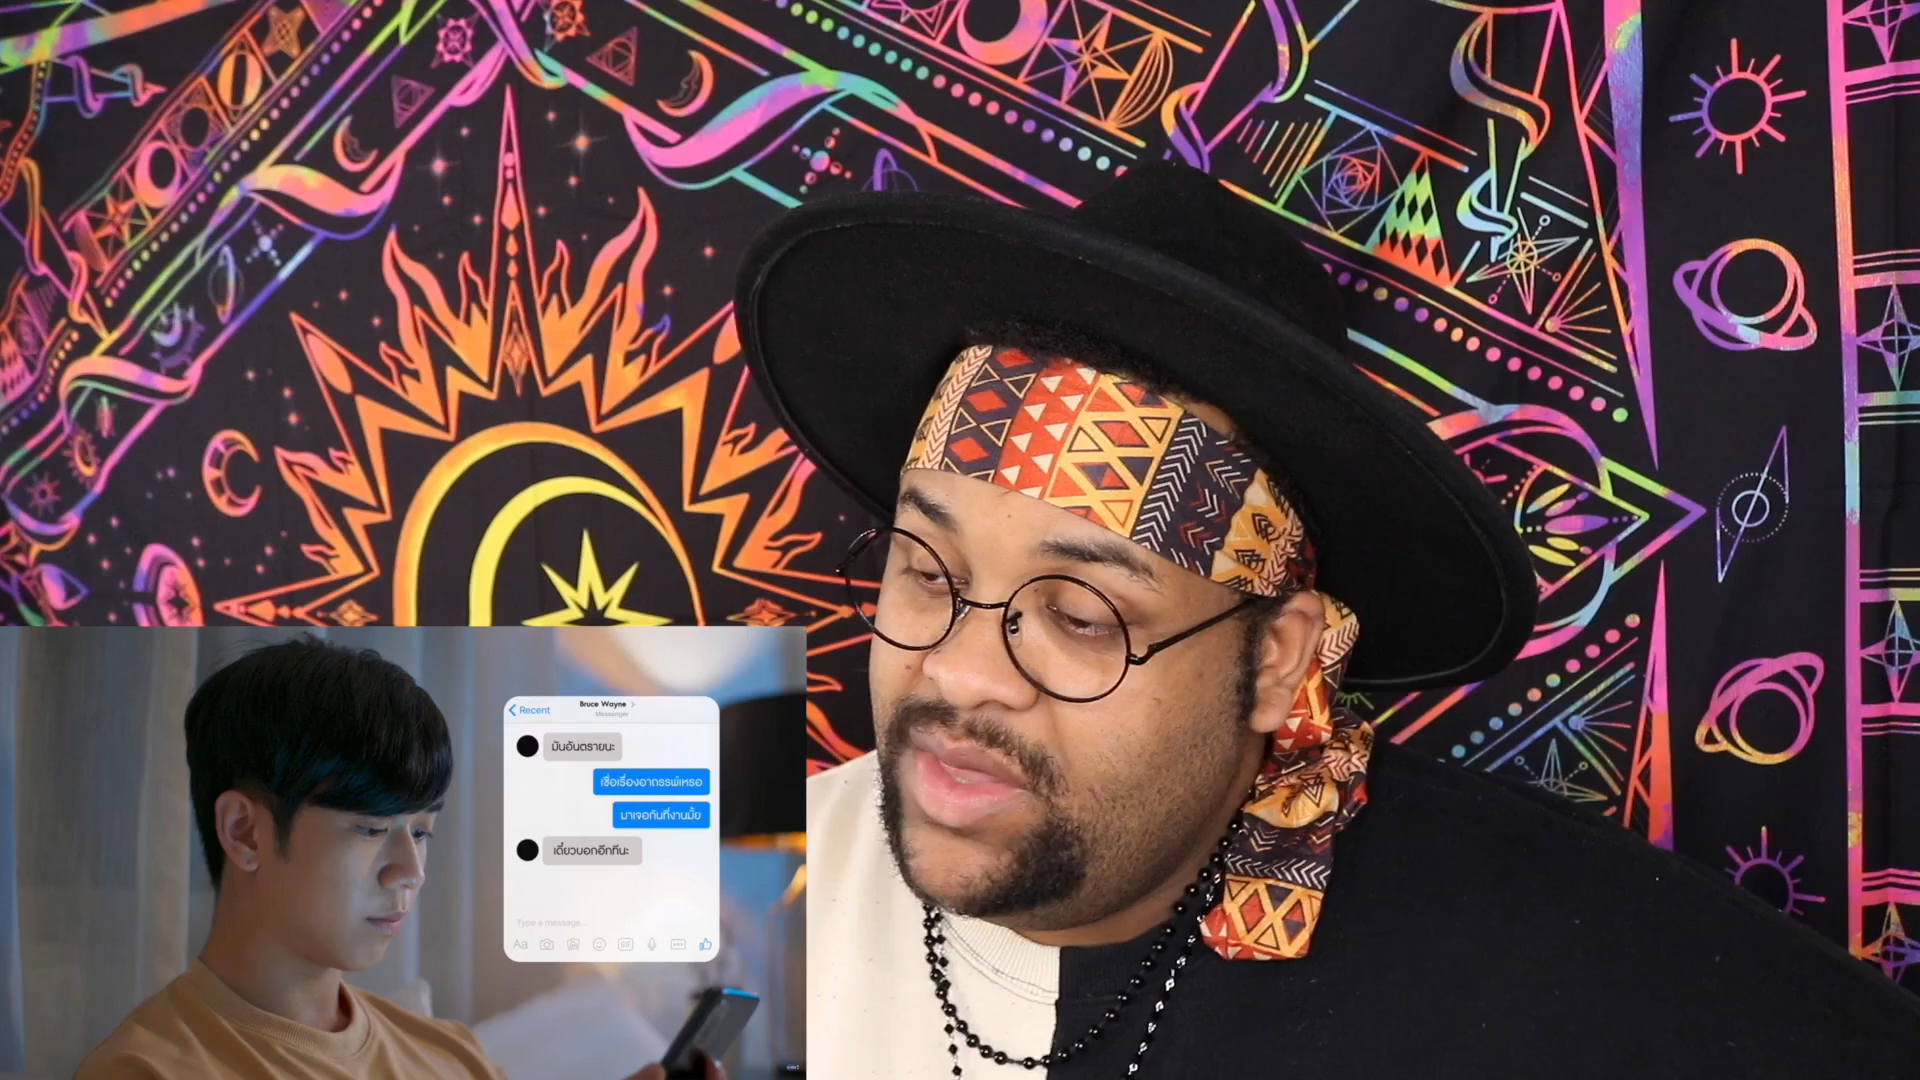 Recent
Bruce Wayne >
Messenger
มันอันตรายนะ
เชื่อเรื่องอาถรรพ์เหรอ
มาเจอกันที่งานมั้ย
เดี๋ยวบอกอีกทีนะ
Type a message...
Aa
GIF